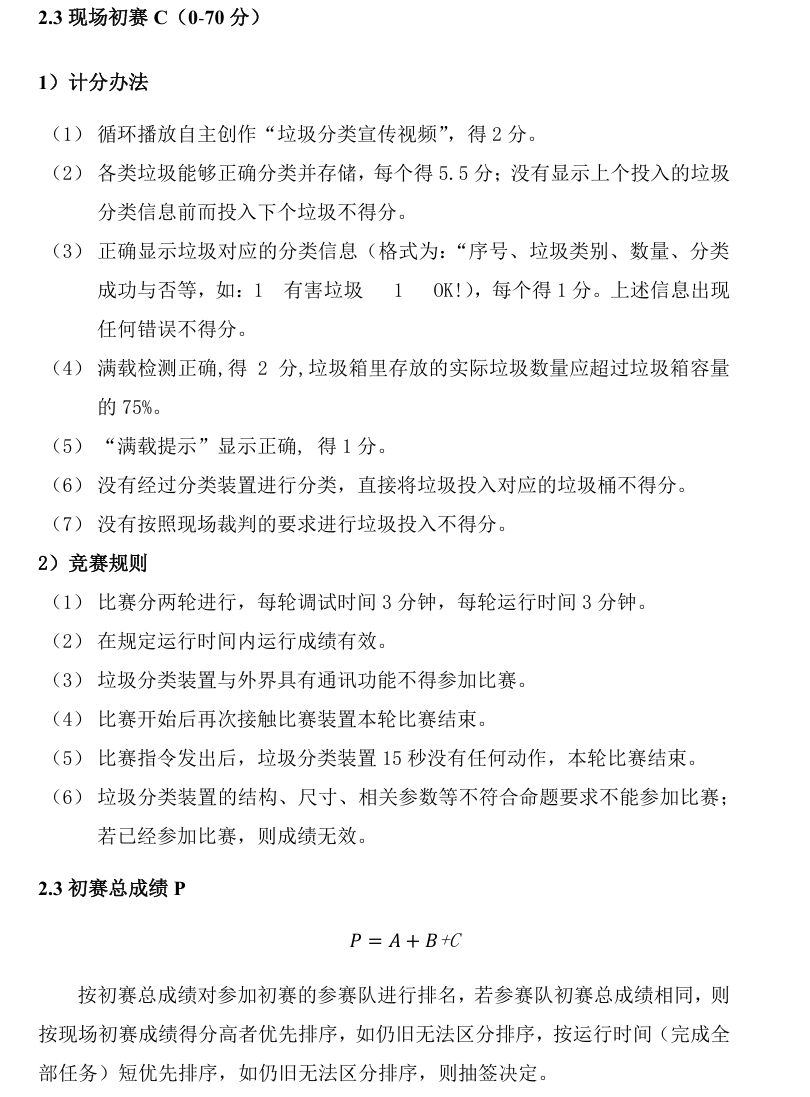 2.3 现场初赛 C（0-70 分）
1）计分办法
（1） 循环播放自主创作“垃圾分类宣传视频”，得 2 分。
（2） 各类垃圾能够正确分类并存储，每个得 5.5 分；没有显示上个投入的垃圾
分类信息前而投入下个垃圾不得分。
（3） 正确显示垃圾对应的分类信息（格式为：“序号、垃圾类别、数量、分类
成功与否等，如：1 有害垃圾 1 OK!），每个得 1 分。上述信息出现
任何错误不得分。
（4） 满载检测正确,得 2 分,垃圾箱里存放的实际垃圾数量应超过垃圾箱容量
的 75%。
（5） “满载提示”显示正确，得 1 分。
（6） 没有经过分类装置进行分类，直接将垃圾投入对应的垃圾桶不得分。
（7） 没有按照现场裁判的要求进行垃圾投入不得分。
2）竞赛规则
（1） 比赛分两轮进行，每轮调试时间 3 分钟，每轮运行时间 3 分钟。
（2） 在规定运行时间内运行成绩有效。
（3） 垃圾分类装置与外界具有通讯功能不得参加比赛。
（4） 比赛开始后再次接触比赛装置本轮比赛结束。
（5） 比赛指令发出后，垃圾分类装置 15 秒没有任何动作，本轮比赛结束。
（6） 垃圾分类装置的结构、尺寸、相关参数等不符合命题要求不能参加比赛；
若已经参加比赛，则成绩无效。
2.3 初赛总成绩 P
P = A + B +C
按初赛总成绩对参加初赛的参赛队进行排名，若参赛队初赛总成绩相同，则
按现场初赛成绩得分高者优先排序，如仍旧无法区分排序，按运行时间（完成全
部任务）短优先排序，如仍旧无法区分排序，则抽签决定。